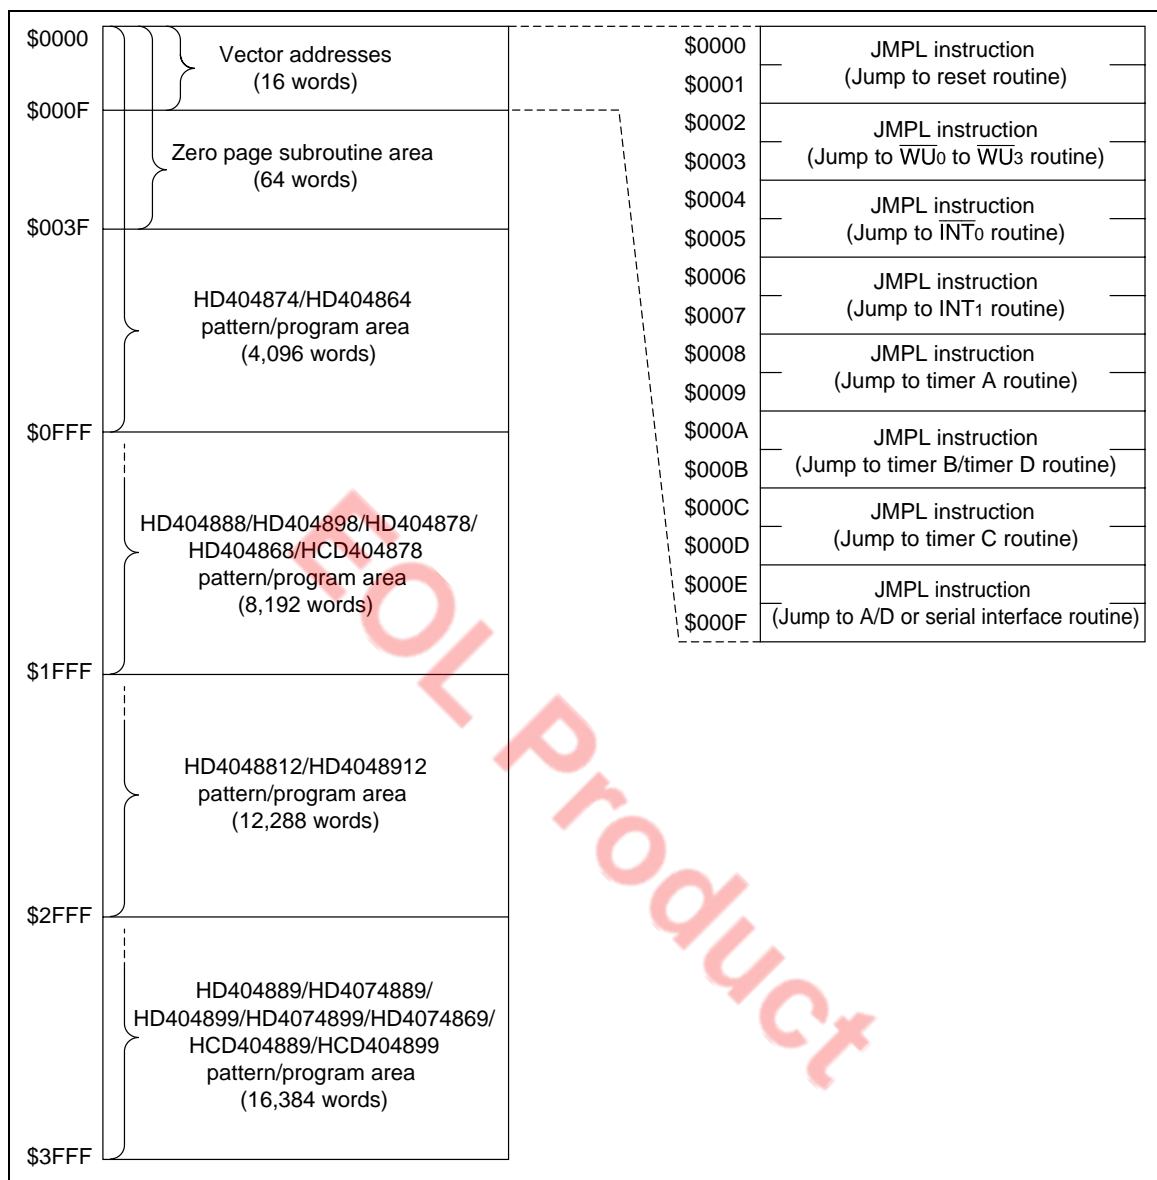 $0000
Vector addresses
(16 words)
$000F
Zero page subroutine area
(64 words)
$003F
HD404874/HD404864
pattern/program area
(4,096 words)
$0FFF
HD404888/HD404898/HD404878/
HD404868/HCD404878
pattern/program area
(8,192 words)
$1FFF
HD4048812/HD4048912
pattern/program area
(12,288 words)
$2FFF
HD404889/HD4074889/
HD404899/HD4074899/HD4074869/
HCD404889/HCD404899
pattern/program area
(16,384 words)
$3FFF
$0000
$0001
JMPL instruction
(Jump to reset routine)
$0002
$0003
JMPL instruction
(Jump to W̅U̅0 to W̅U̅3 routine)
$0004
$0005
JMPL instruction
(Jump to I̅N̅T̅0 routine)
$0006
$0007
JMPL instruction
(Jump to INT1 routine)
$0008
$0009
JMPL instruction
(Jump to timer A routine)
$000A
$000B
JMPL instruction
(Jump to timer B/timer D routine)
$000C
$000D
JMPL instruction
(Jump to timer C routine)
$000E
$000F
JMPL instruction
(Jump to A/D or serial interface routine)
EOL Product